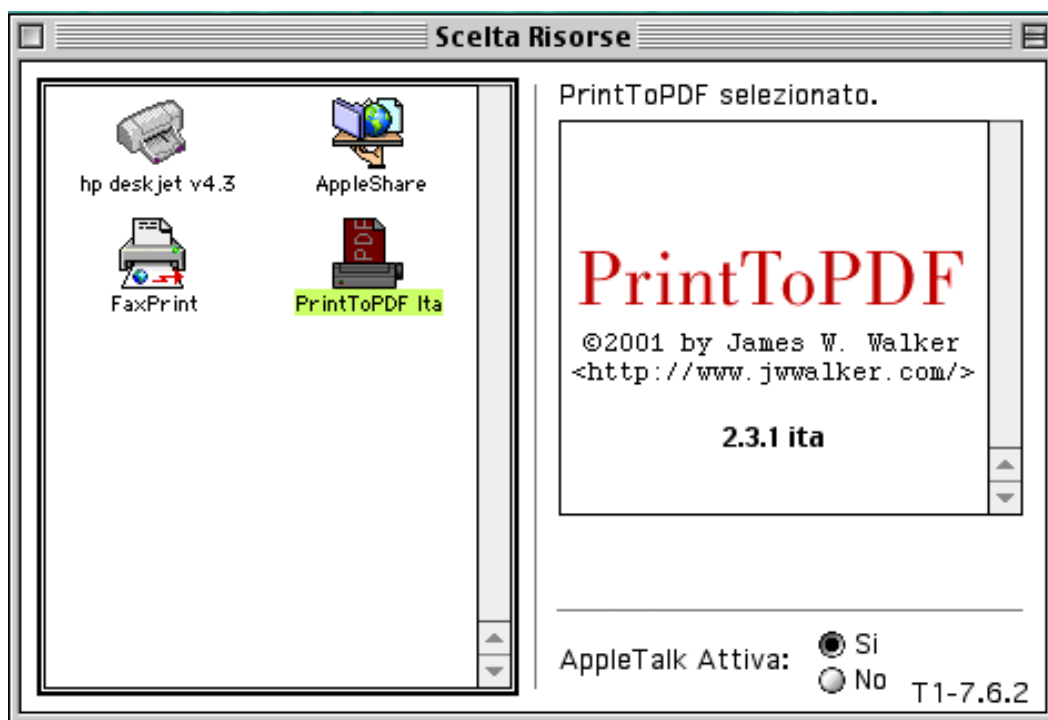 Scelta Risorse
hp deskjet v4.3
AppleShare
FaxPrint
PDF
PrintToPDF Ita
PrintToPDF selezionato.
PrintToPDF
©2001 by James W. Walker
<http://www.jwwalker.com/>
2.3.1 ita
AppleTalk Attiva:
Si
No
T1-7.6.2